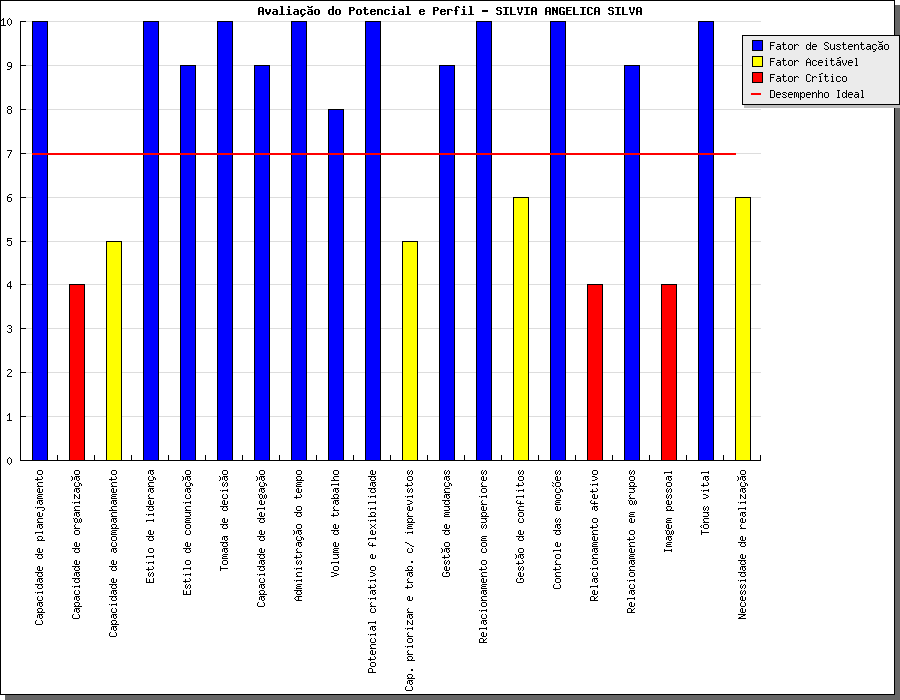 Avaliação do Potencial e Perfil - SILVIA ANGELICA SILVA
10
9
8
7
6
5
4
3
2
1
0
Fator de Sustentação
Fator Aceitável
Fator Crítico
Desempenho Ideal
Capacidade de planejamento
Capacidade de organização
Capacidade de acompanhamento
Estilo de liderança
Estilo de comunicação
Tomada de decisão
Capacidade de delegação
Administração do tempo
Volume de trabalho
Potencial criativo e flexibilidade
Cap. priorizar e trab. c/ imprevistos
Gestão de mudanças
Relacionamento com superiores
Gestão de conflitos
Controle das emoções
Relacionamento afetivo
Relacionamento em grupos
Imagem pessoal
Tônus vital
Necessidade de realização